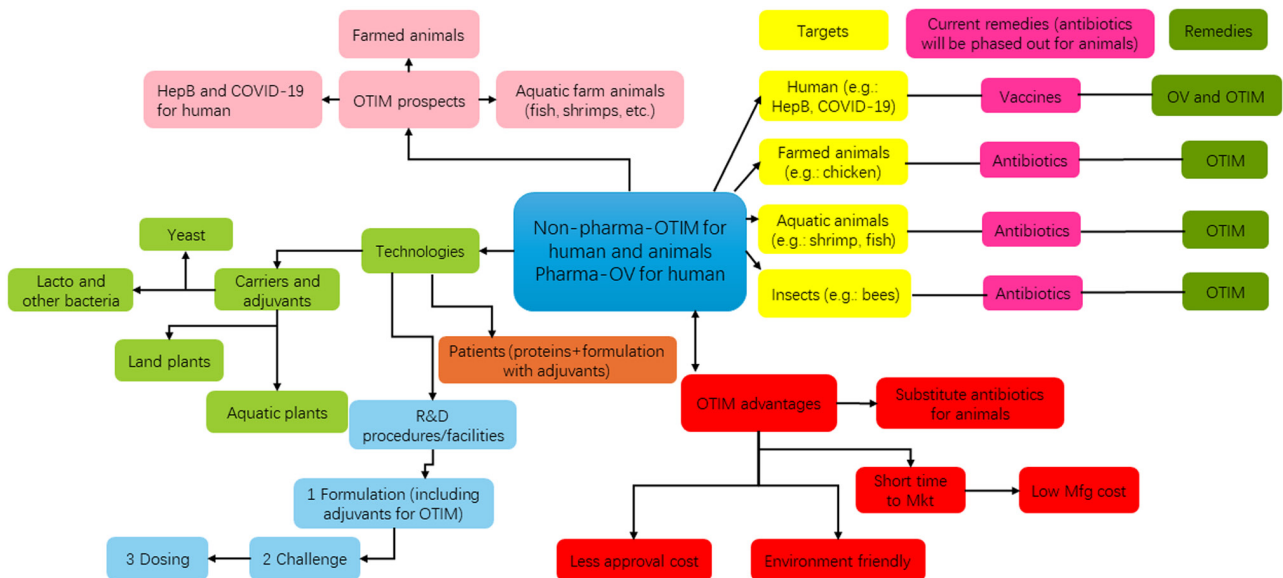 Farmed animals
HepB and COVID-19
for human
OTIM prospects
Aquatic farm animals
(fish, shrimps, etc.)
Targets
Current remedies (antibiotics
will be phased out for animals)
Remedies
Human (e.g.:
HepB, COVID-19)
Vaccines
OV and OTIM
Farmed animals
(e.g.: chicken)
Antibiotics
OTIM
Aquatic animals
(e.g.: shrimp, fish)
Antibiotics
OTIM
Insects (e.g.: bees)
Antibiotics
OTIM
Non-pharma-OTIM for
human and animals
Pharma-OV for human
Yeast
Technologies
Lacto and
other bacteria
Carriers and
adjuvants
Land plants
Aquatic plants
Patients (proteins+formulation
with adjuvants)
R&D
procedures/facilities
1 Formulation (including
adjuvants for OTIM)
3 Dosing
2 Challenge
OTIM advantages
Substitute antibiotics
for animals
Short time
to Mkt
Low Mfg cost
Less approval cost
Environment friendly